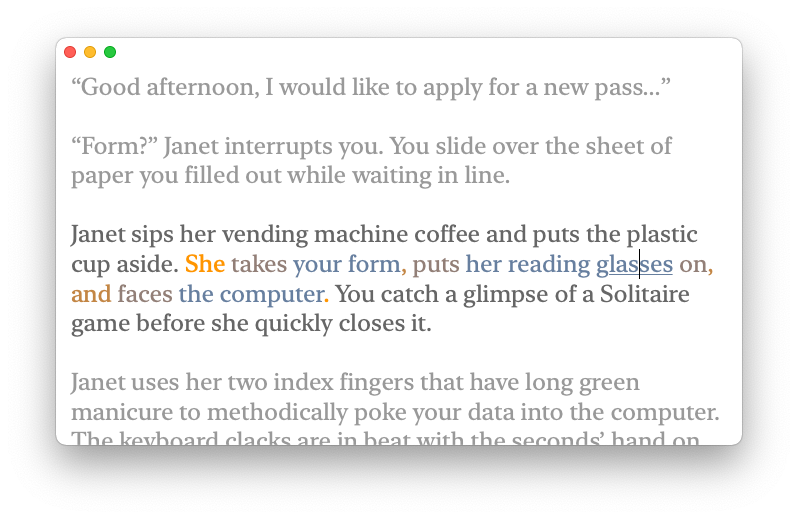 “Good afternoon, I would like to apply for a new pass...”
“Form?” Janet interrupts you. You slide over the sheet of
paper you filled out while waiting in line.
Janet sips her vending machine coffee and puts the plastic
cup aside. She takes your form, puts her reading glasses on,
and faces the computer. You catch a glimpse of a Solitaire
game before she quickly closes it.
Janet uses her two index fingers that have long green
manicure to methodically poke your data into the computer.
The keyboard clacks are in beat with the seconds’ hand on